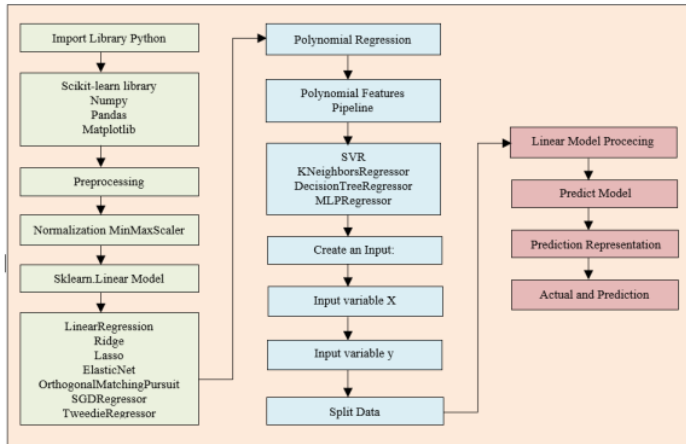 Import Library Python
Scikit-learn library
Numpy
Pandas
Matplotlib
Preprocessing
Normalization MinMaxScaler
Sklearn.Linear Model
LinearRegression
Ridge
Lasso
ElasticNet
OrthogonalMatchingPursuit
SGDRegressor
TweedieRegressor
Polynomial Regression
Polynomial Features
Pipeline
SVR
KNeighborsRegressor
DecisionTreeRegressor
MLPRegressor
Create an Input:
Input variable X
Input variable y
Split Data
Linear Model Procecing
Predict Model
Prediction Representation
Actual and Prediction